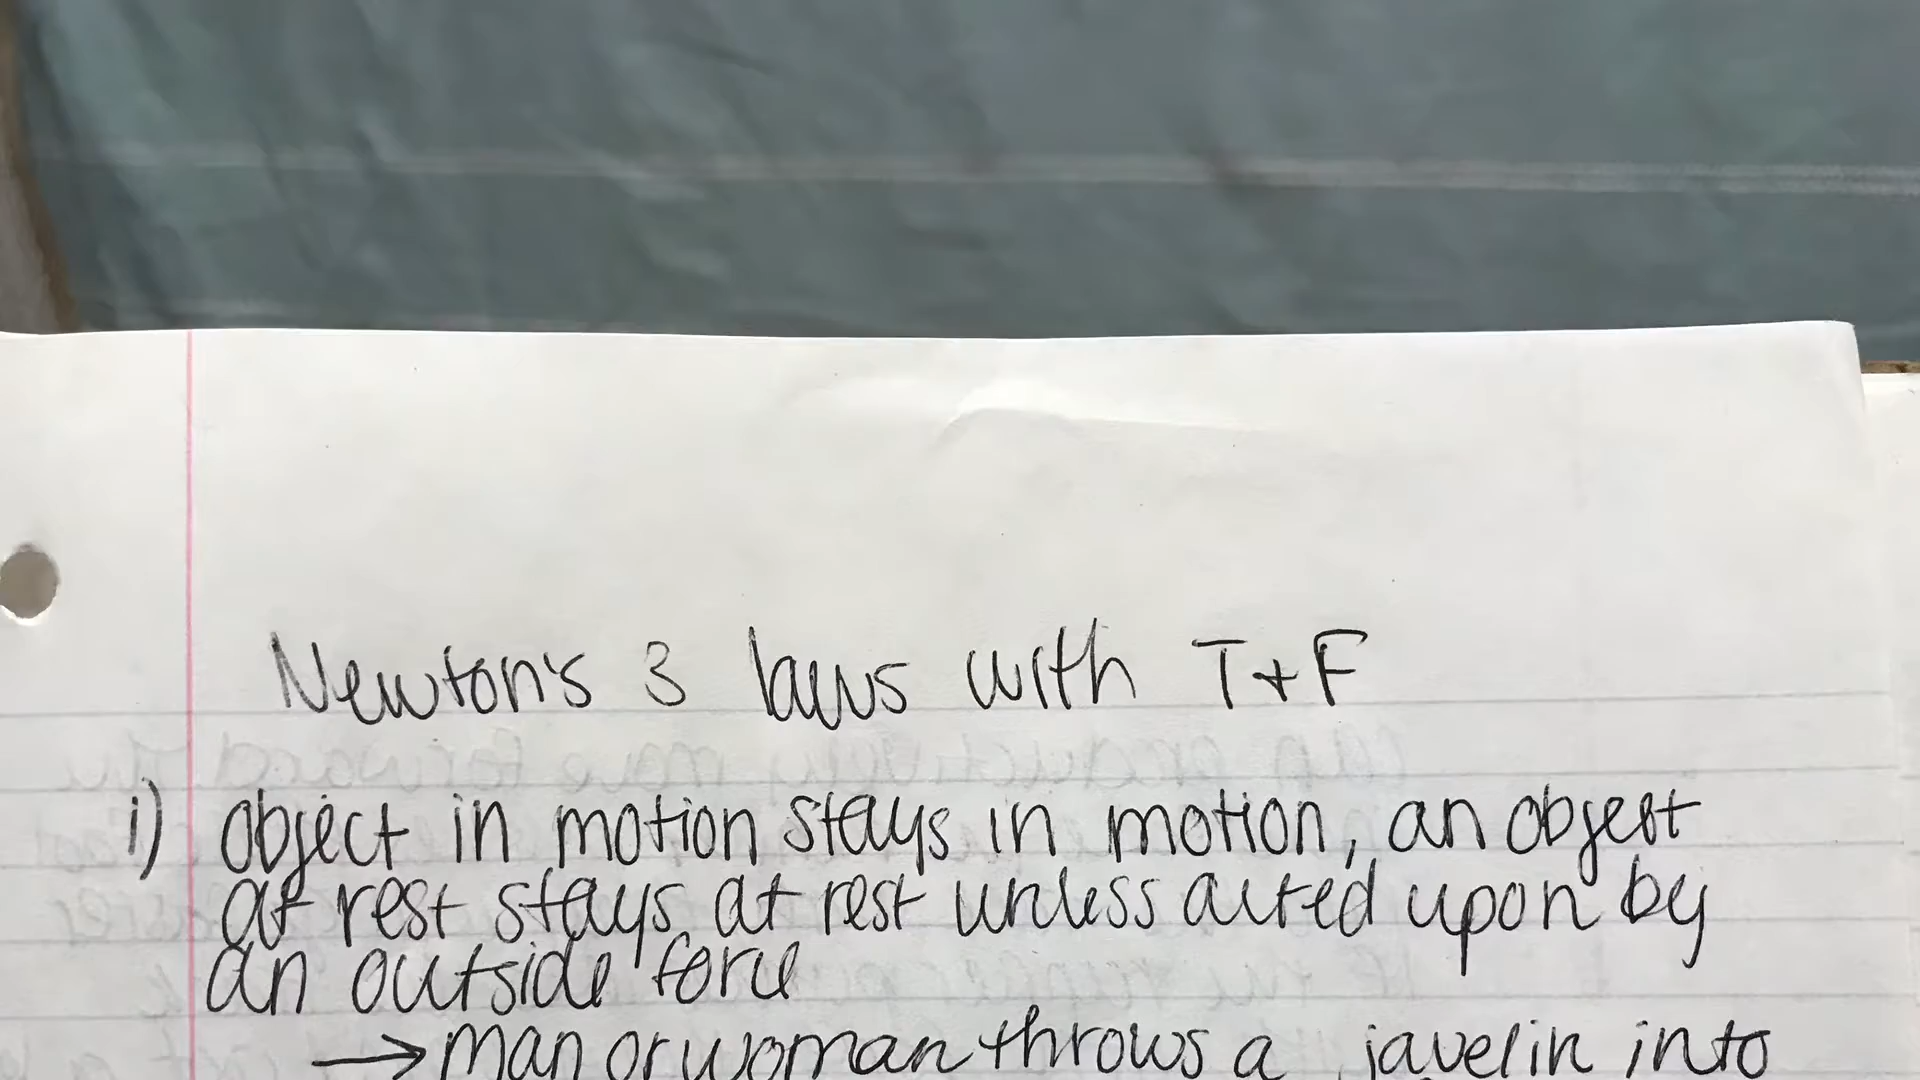 Newton's 3 laws with T+F
1) object in motion stays in motion, an object
at rest stays at rest unless acted upon by
an outside force
→ man or woman throws a javelin into